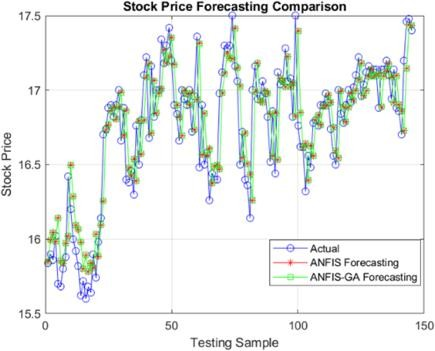 Stock Price Forecasting Comparison
17.5
17
16.5
16
15.5
Stock Price
Actual
ANFIS Forecasting
ANFIS-GA Forecasting
0
50
100
150
Testing Sample